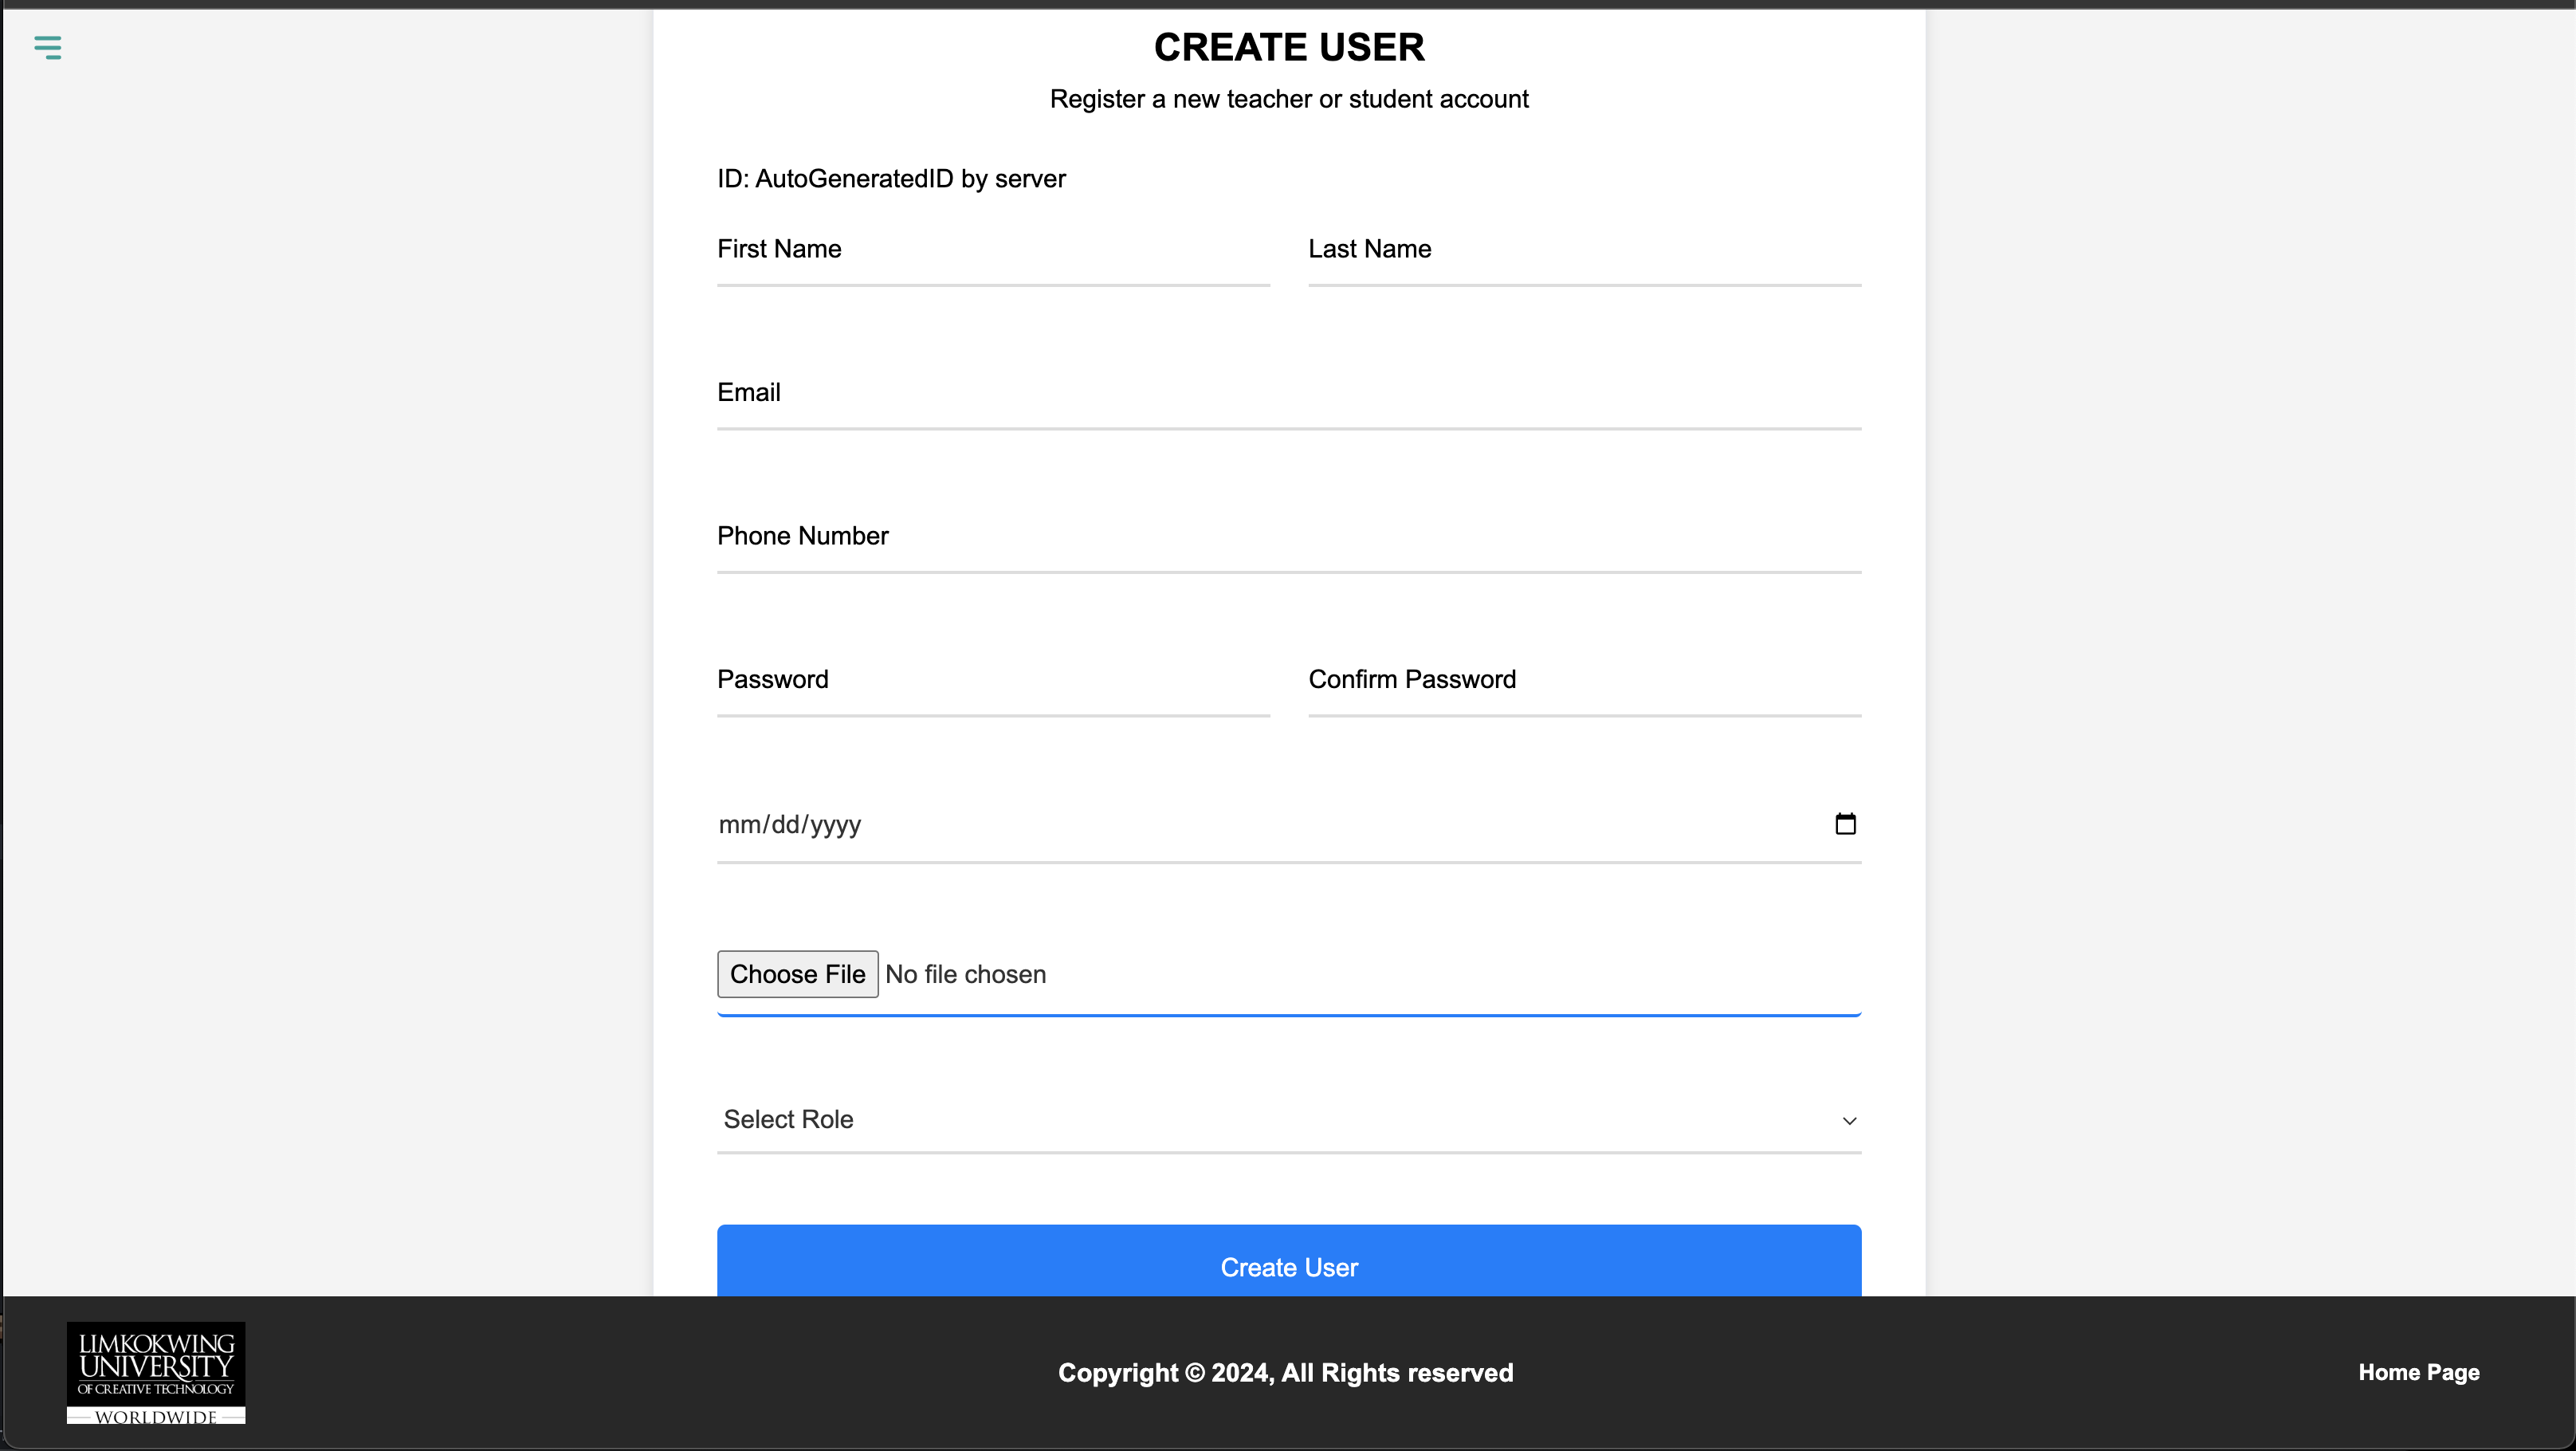 CREATE USER
Register a new teacher or student account
ID: AutoGeneratedID by server
First Name
Last Name
Email
Phone Number
Password
Confirm Password
mm/dd/yyyy
Choose File No file chosen
Select Role
Create User
LIMKOKWING
UNIVERSITY
OF CREATIVE TECHNOLOGY
WORLDWIDE
Copyright © 2024, All Rights reserved
Home Page